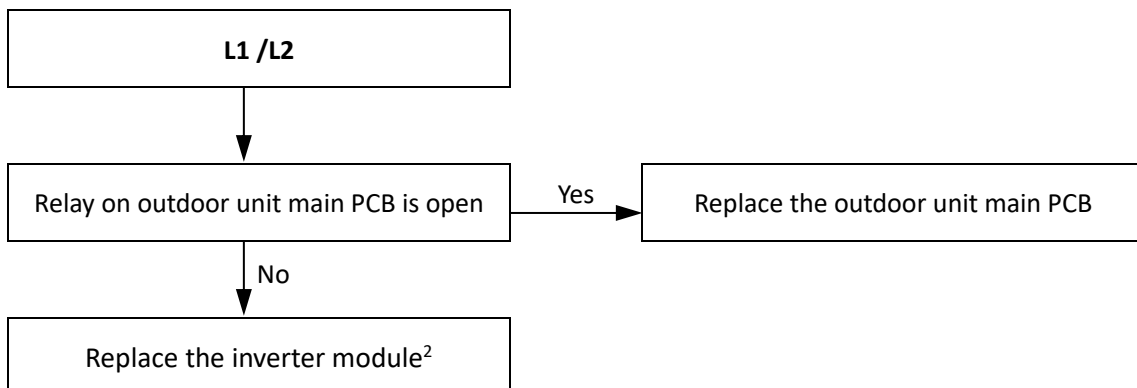 L1 /L2
Relay on outdoor unit main PCB is open
Yes
Replace the outdoor unit main PCB
No
Replace the inverter module²